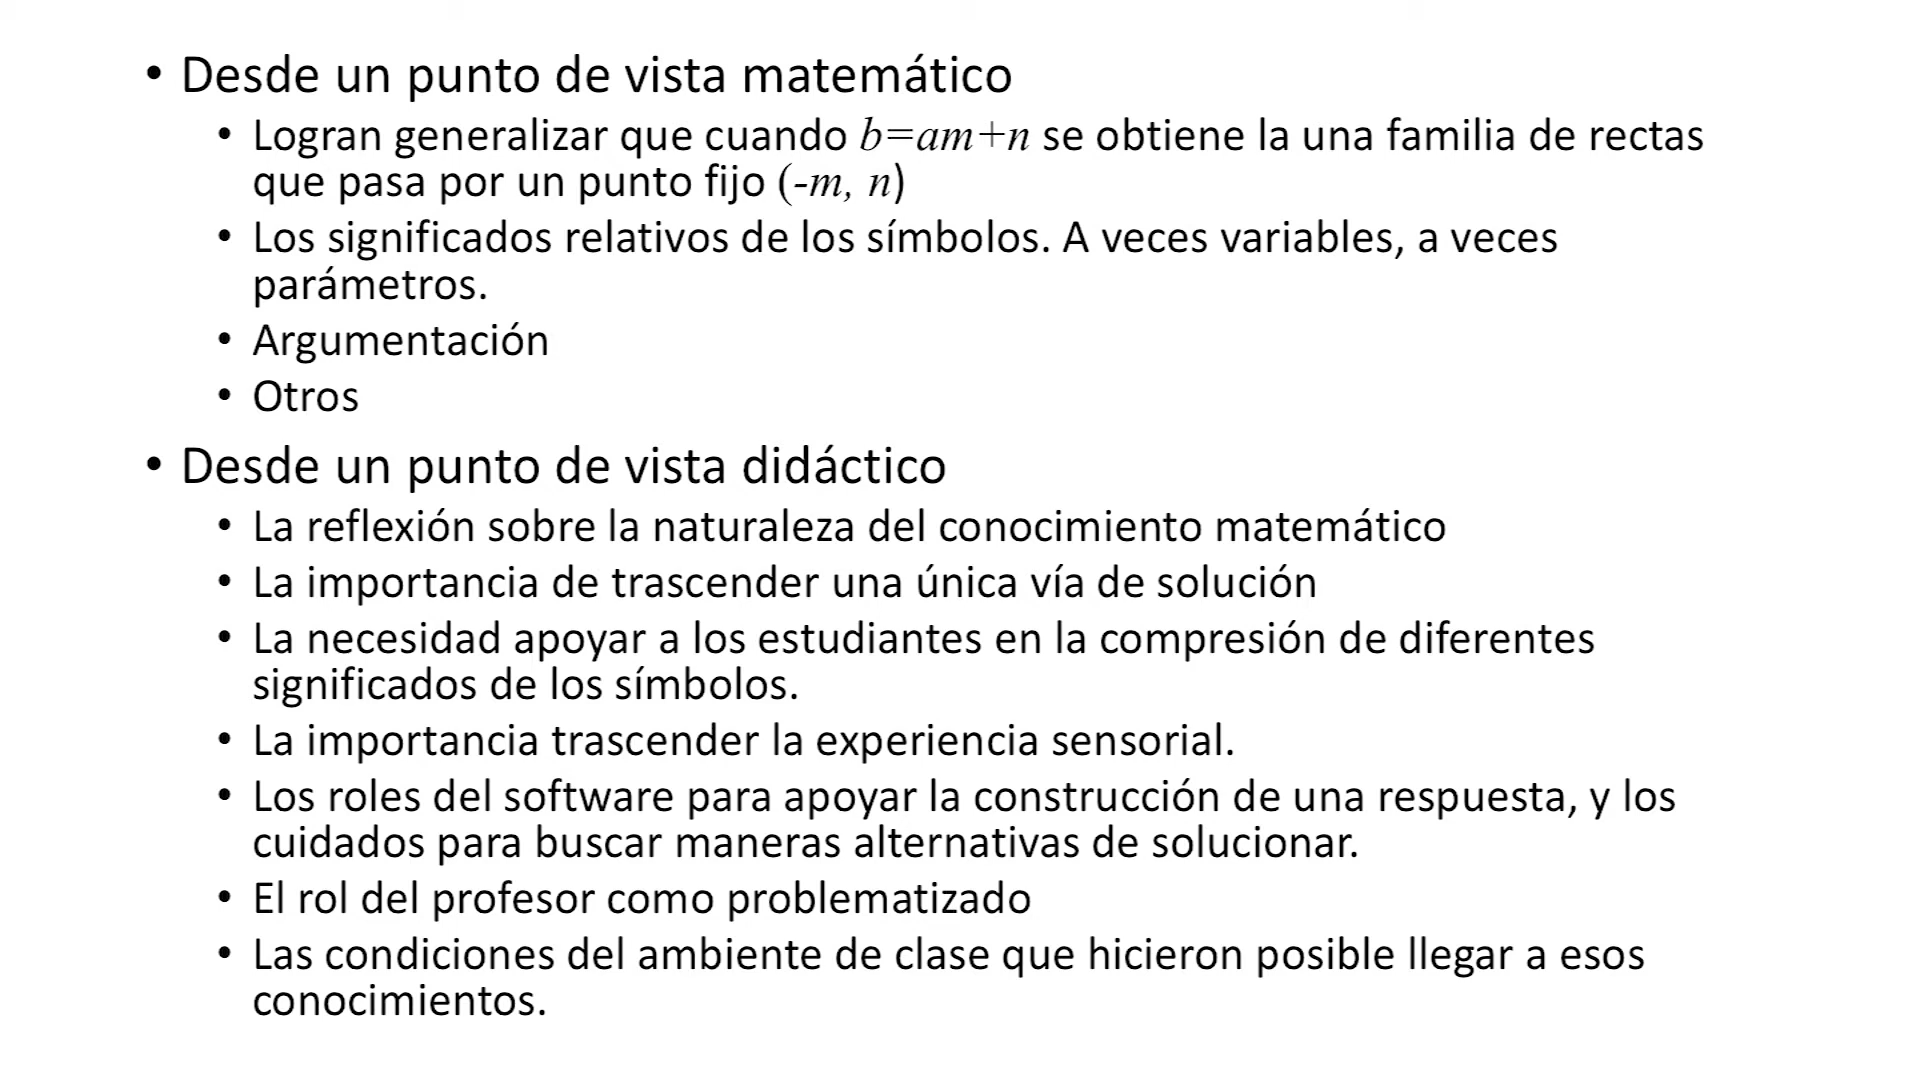 • Desde un punto de vista matemático
• Logran generalizar que cuando b=am+n se obtiene la una familia de rectas
que pasa por un punto fijo (-m, n)
• Los significados relativos de los símbolos. A veces variables, a veces
parámetros.
• Argumentación
• Otros
• Desde un punto de vista didáctico
• La reflexión sobre la naturaleza del conocimiento matemático
• La importancia de trascender una única vía de solución
• La necesidad apoyar a los estudiantes en la compresión de diferentes
significados de los símbolos.
• La importancia trascender la experiencia sensorial.
• Los roles del software para apoyar la construcción de una respuesta, y los
cuidados para buscar maneras alternativas de solucionar.
• El rol del profesor como problematizado
• Las condiciones del ambiente de clase que hicieron posible llegar a esos
conocimientos.